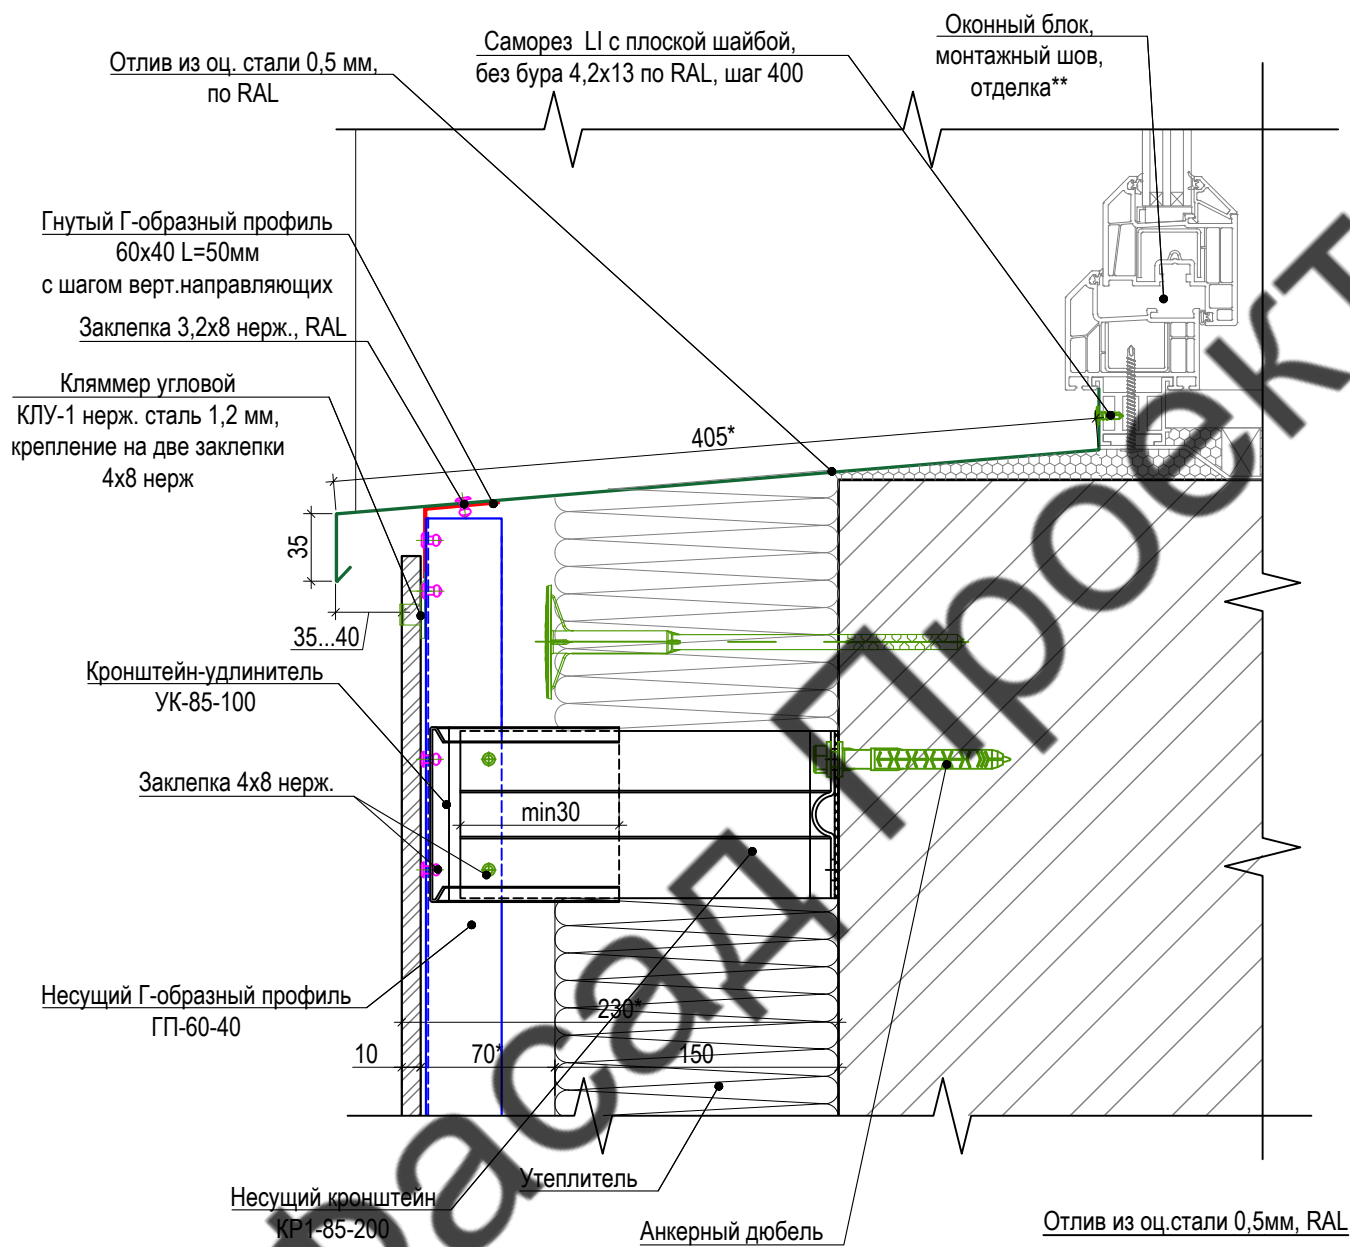 Отлив из оц. стали 0,5 мм,
по RAL
Саморез LI с плоской шайбой,
без бура 4,2х13 по RAL, шаг 400
Оконный блок,
монтажный шов,
отделка**
Гнутый Г-образный профиль
60х40 L=50мм
с шагом верт.направляющих
Заклепка 3,2х8 нерж., RAL
Кляммер угловой
КЛУ-1 нерж. сталь 1,2 мм,
крепление на две заклепки
4х8 нерж
405*
35
35...40
Кронштейн-удлинитель
УК-85-100
Заклепка 4х8 нерж.
min30
Несущий Г-образный профиль
ГП-60-40
230*
10
70*
150
Утеплитель
Несущий кронштейн
КР1-85-200
Анкерный дюбель
Отлив из оц.стали 0,5мм, RAL
Фасад Проект